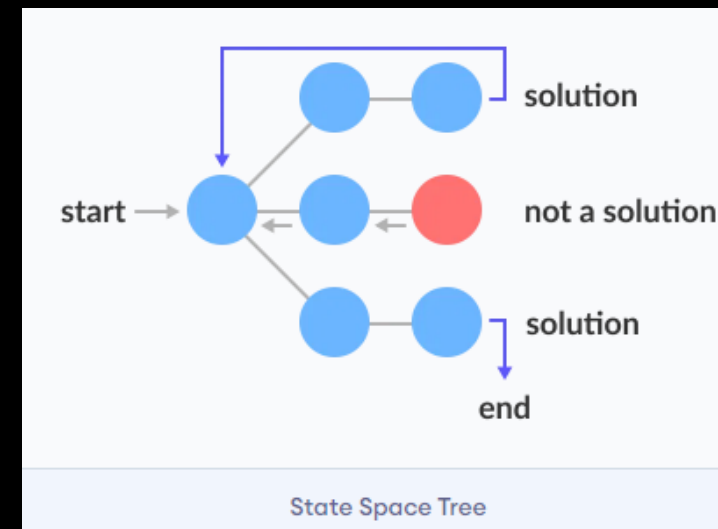 solution
start
not a solution
solution
end
State Space Tree